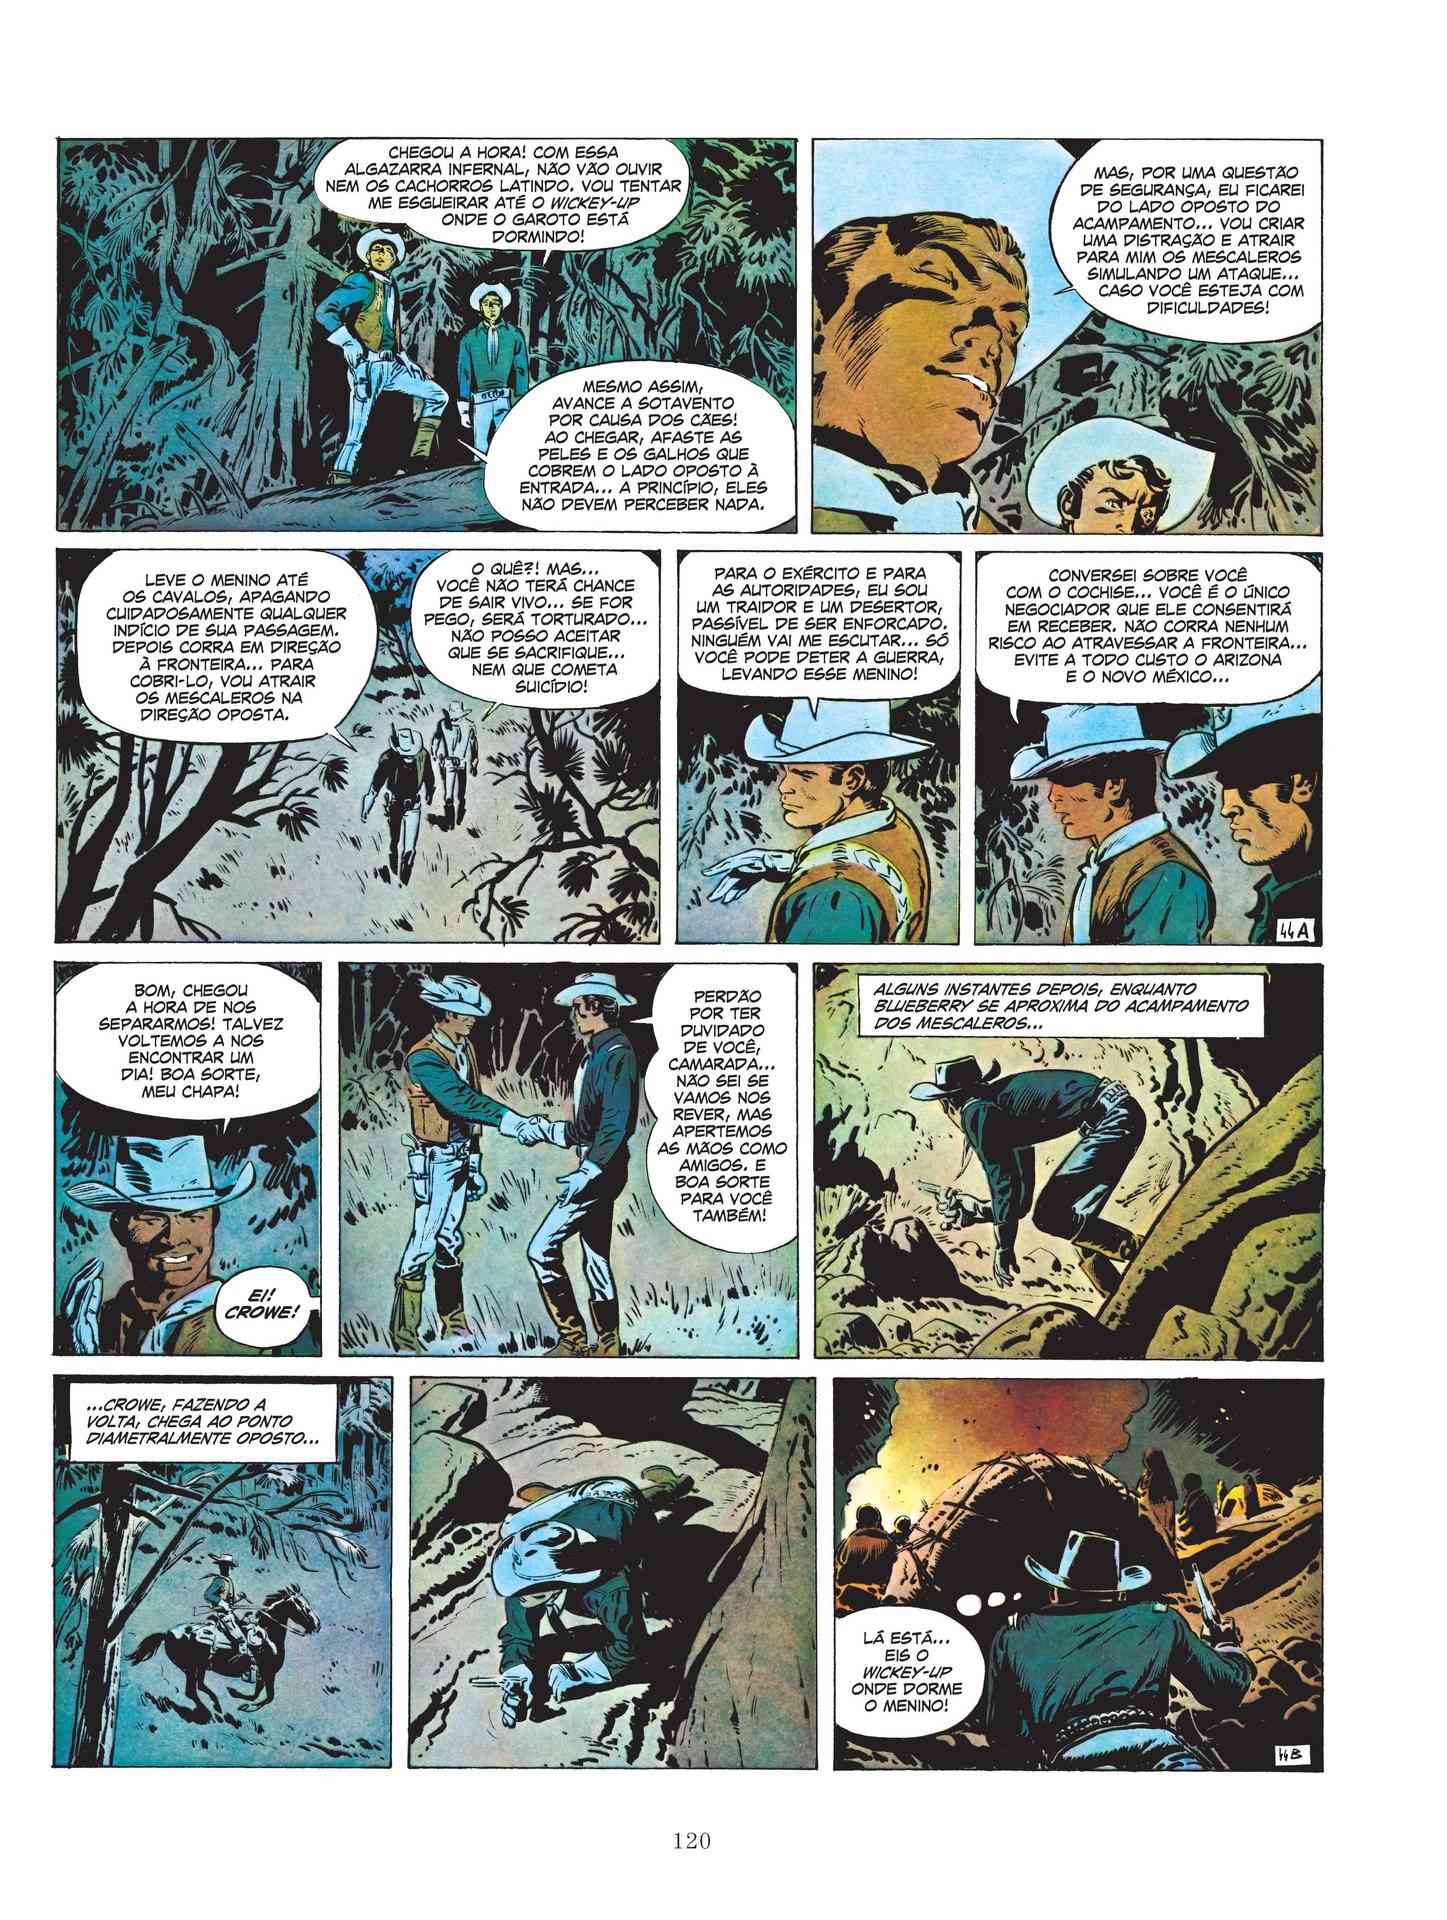 CHEGOU A HORA! COM ESSA
ALGAZARRA INFERNAL, NÃO VÃO OUVIR
NEM OS CACHORROS LATINDO. VOU TENTAR
ME ESGUEIRAR ATÉ O WICKEY-UP
ONDE O GAROTO ESTÁ
DORMINDO!
MESMO ASSIM,
AVANCE A SOTAVENTO
POR CAUSA DOS CÃES!
AO CHEGAR, AFASTE AS
PELES E OS GALHOS QUE
COBREM O LADO OPOSTO À
ENTRADA... A PRINCÍPIO, ELES
NÃO DEVEM PERCEBER NADA.
MAS, POR UMA QUESTÃO
DE SEGURANÇA, EU FICAREI
DO LADO OPOSTO DO
ACAMPAMENTO... VOU CRIAR
UMA DISTRAÇÃO E ATRAIR
PARA MIM OS MESCALEROS
SIMULANDO UM ATAQUE...
CASO VOCÊ ESTEJA COM
DIFICULDADES!
LEVE O MENINO ATÉ
OS CAVALOS, APAGANDO
CUIDADOSAMENTE QUALQUER
INDÍCIO DE SUA PASSAGEM.
DEPOIS CORRA EM DIREÇÃO
À FRONTEIRA... PARA
COBRI-LO, VOU ATRAIR
OS MESCALEROS NA
DIREÇÃO OPOSTA.
O QUÊ?! MAS...
VOCÊ NÃO TERÁ CHANCE
DE SAIR VIVO... SE FOR
PEGO, SERÁ TORTURADO...
NÃO POSSO ACEITAR
QUE SE SACRIFIQUE...
NEM QUE COMETA
SUICÍDIO!
PARA O EXÉRCITO E PARA
AS AUTORIDADES, EU SOU
UM TRAIDOR E UM DESERTOR,
PASSÍVEL DE SER ENFORCADO.
NINGUÉM VAI ME ESCUTAR... SÓ
VOCÊ PODE DETER A GUERRA,
LEVANDO ESSE MENINO!
CONVERSEI SOBRE VOCÊ
COM O COCHISE... VOCÊ É O ÚNICO
NEGOCIADOR QUE ELE CONSENTIRÁ
EM RECEBER. NÃO CORRA NENHUM
RISCO AO ATRAVESSAR A FRONTEIRA...
EVITE A TODO CUSTO O ARIZONA
E O NOVO MÉXICO...
44A
BOM, CHEGOU
A HORA DE NOS
SEPARARMOS! TALVEZ
VOLTEMOS A NOS
ENCONTRAR UM
DIA! BOA SORTE,
MEU CHAPA!
EI!
CROWE!
PERDÃO
POR TER
DUVIDADO
DE VOCÊ,
CAMARADA...
NÃO SEI SE
VAMOS NOS
REVER, MAS
APERTEMOS
AS MÃOS COMO
AMIGOS. E
BOA SORTE
PARA VOCÊ
TAMBÉM!
ALGUNS INSTANTES DEPOIS, ENQUANTO
BLUEBERRY SE APROXIMA DO ACAMPAMENTO
DOS MESCALEROS...
...CROWE, FAZENDO A
VOLTA, CHEGA AO PONTO
DIAMETRALMENTE OPOSTO...
LÁ ESTÁ...
EIS O
WICKEY-UP
ONDE DORME
O MENINO!
44B
120